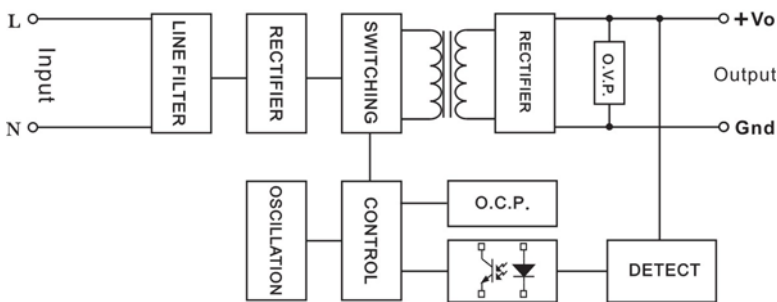 L
N
Input
LINE FILTER
RECTIFIER
SWITCHING
RECTIFIER
O.V.P.
+Vo
Output
Gnd
OSCILLATION
CONTROL
O.C.P.
DETECT